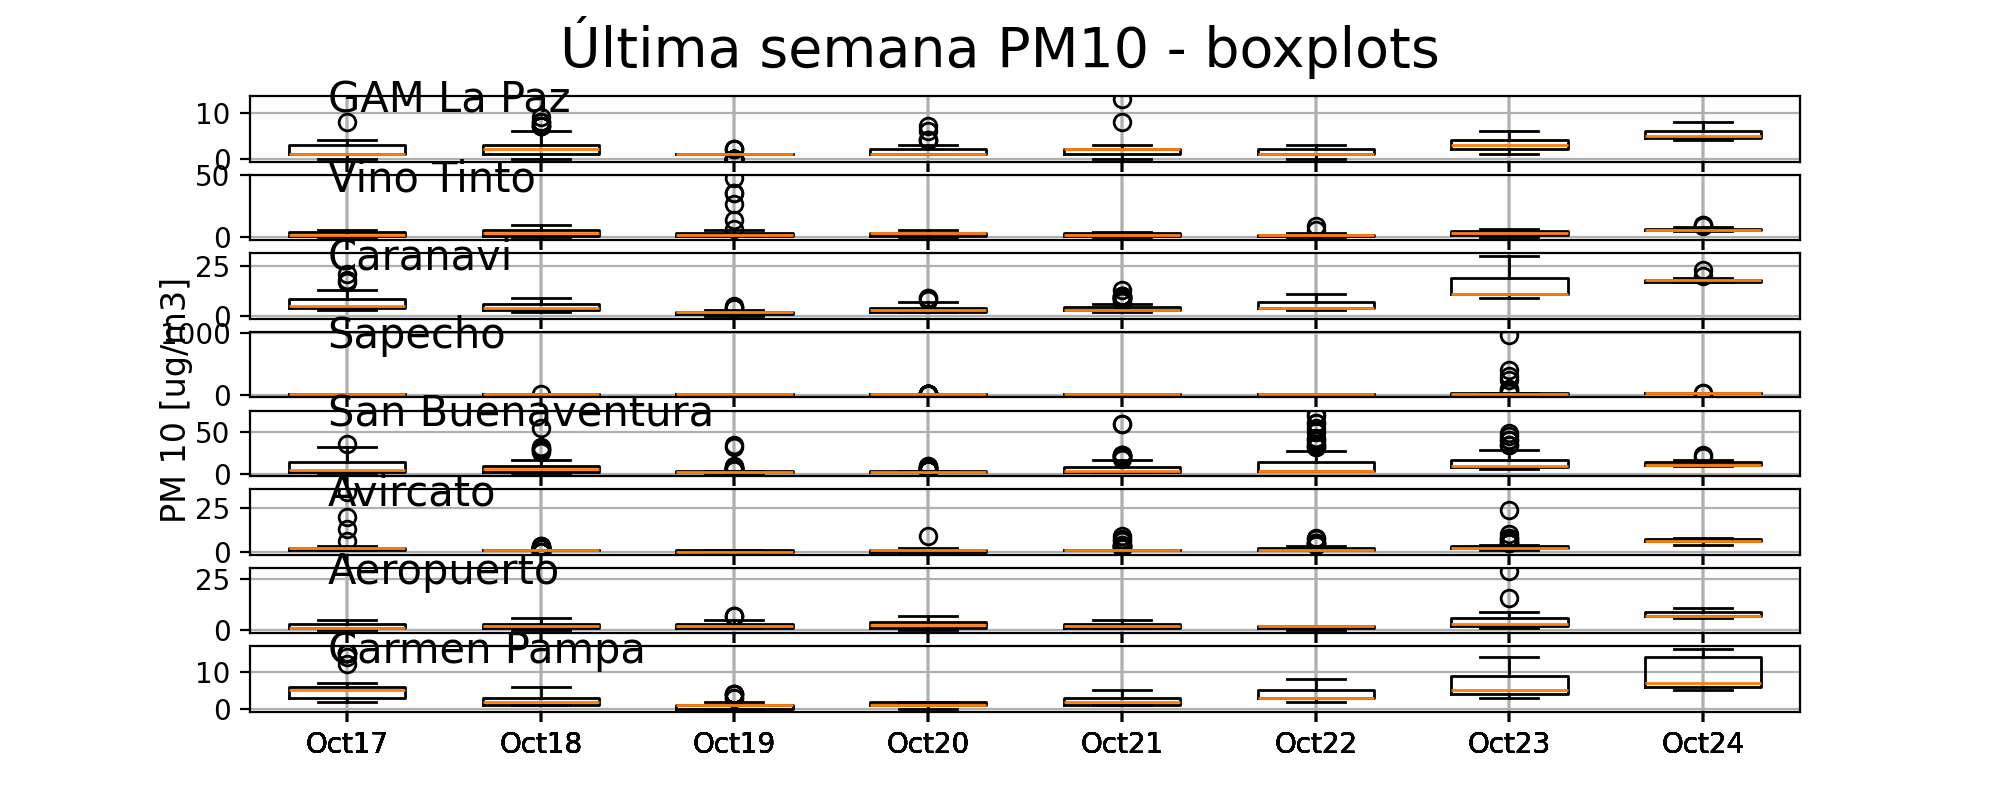 Última semana PM10 - boxplots
GAM La Paz
10
0
Vino Tinto
50
0
Caranavi
25
0
Sapecho
1000
0
San Buenaventura
50
0
Avircato
25
0
Aeropuerto
25
0
Carmen Pampa
10
0
PM 10 [ug/m3]
Oct17 Oct18 Oct19 Oct20 Oct21 Oct22 Oct23 Oct24